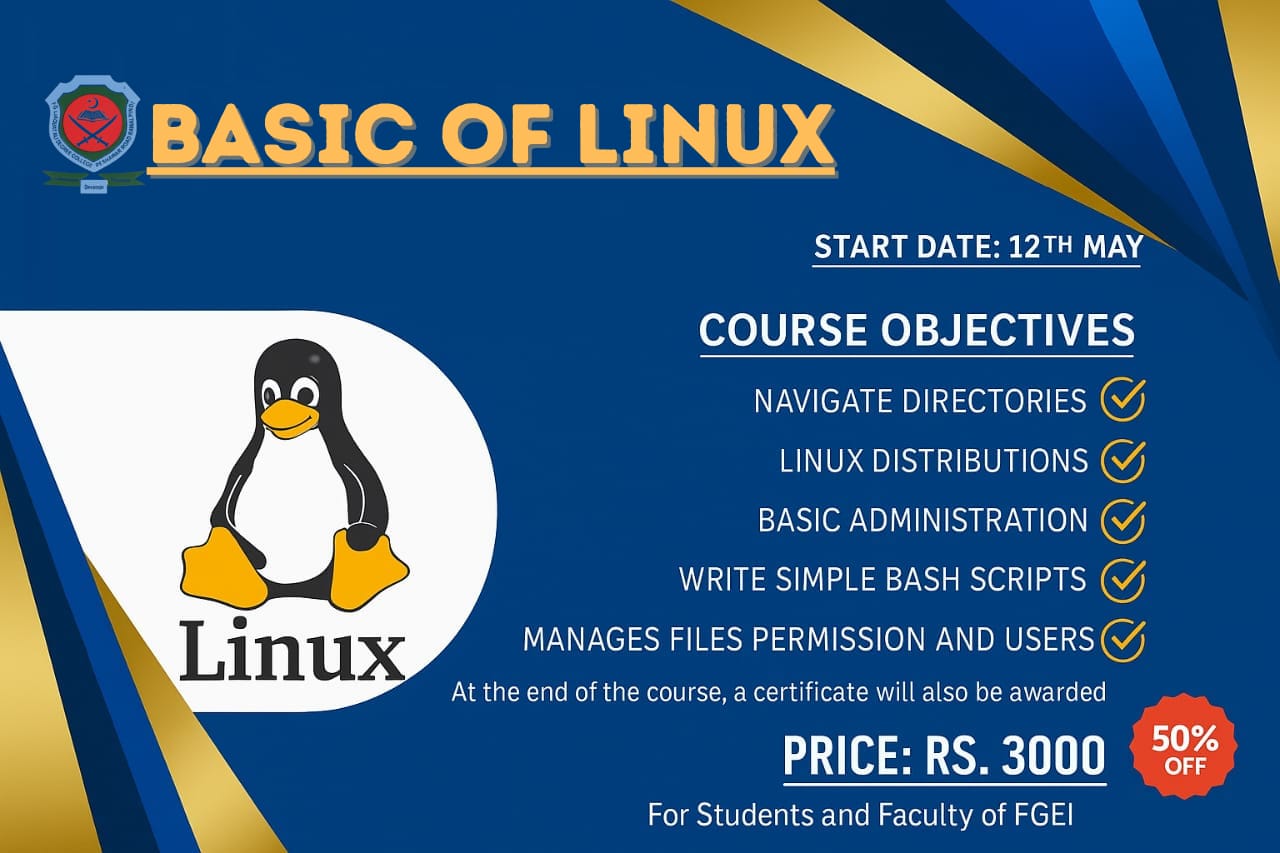 BASIC OF LINUX
START DATE: 12TH MAY
COURSE OBJECTIVES
NAVIGATE DIRECTORIES
LINUX DISTRIBUTIONS
BASIC ADMINISTRATION
WRITE SIMPLE BASH SCRIPTS
MANAGES FILES PERMISSION AND USERS
Linux
At the end of the course, a certificate will also be awarded
PRICE: RS. 3000
50%
OFF
For Students and Faculty of FGEI